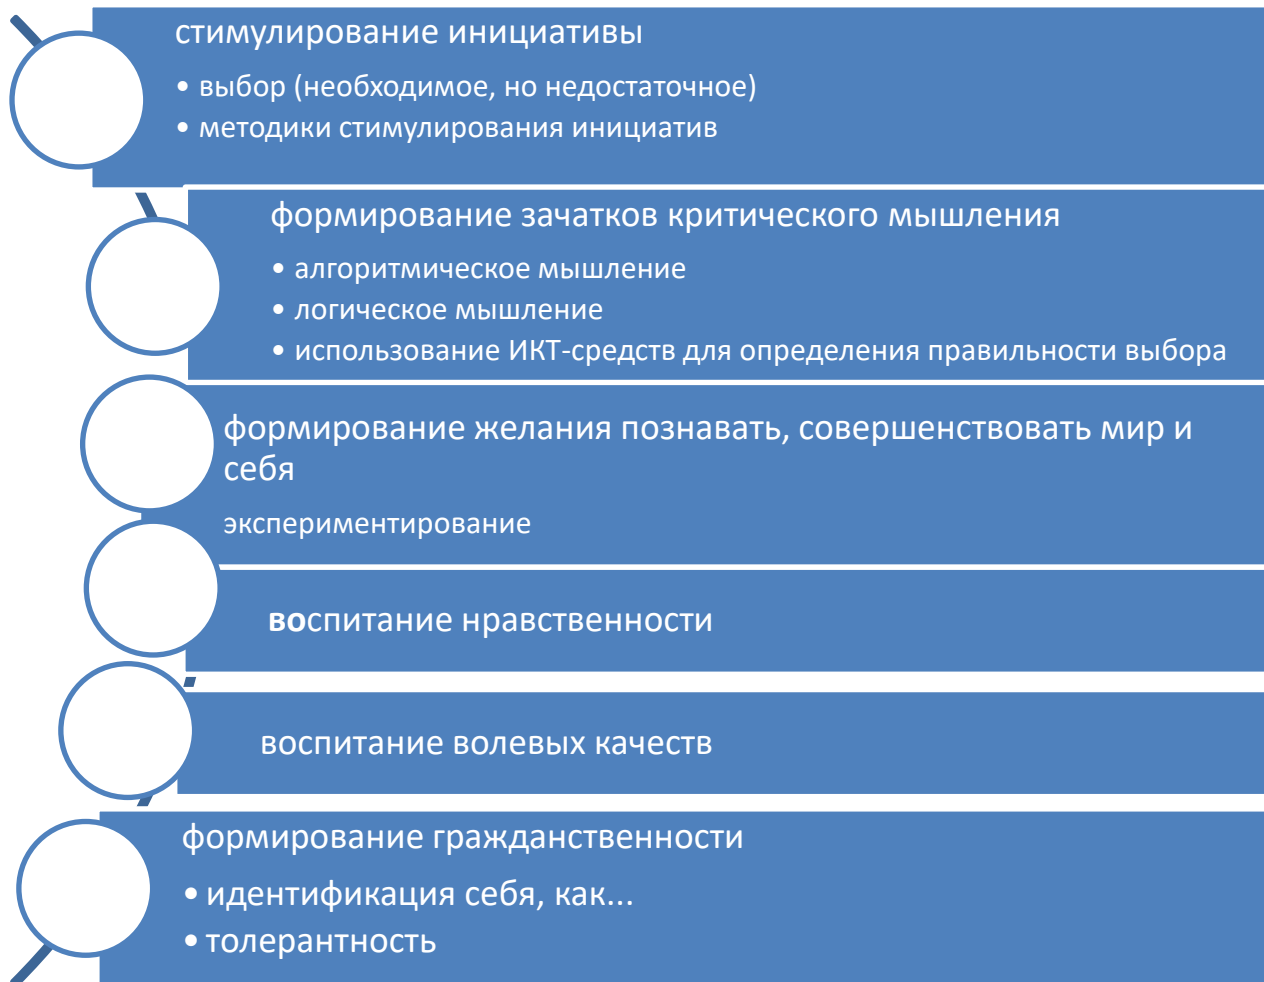 стимулирование инициативы
• выбор (необходимое, но недостаточное)
• методики стимулирования инициатив
формирование зачатков критического мышления
• алгоритмическое мышление
• логическое мышление
• использование ИКТ-средств для определения правильности выбора
формирование желания познавать, совершенствовать мир и
себя
экспериментирование
воспитание нравственности
воспитание волевых качеств
формирование гражданственности
• идентификация себя, как...
• толерантность